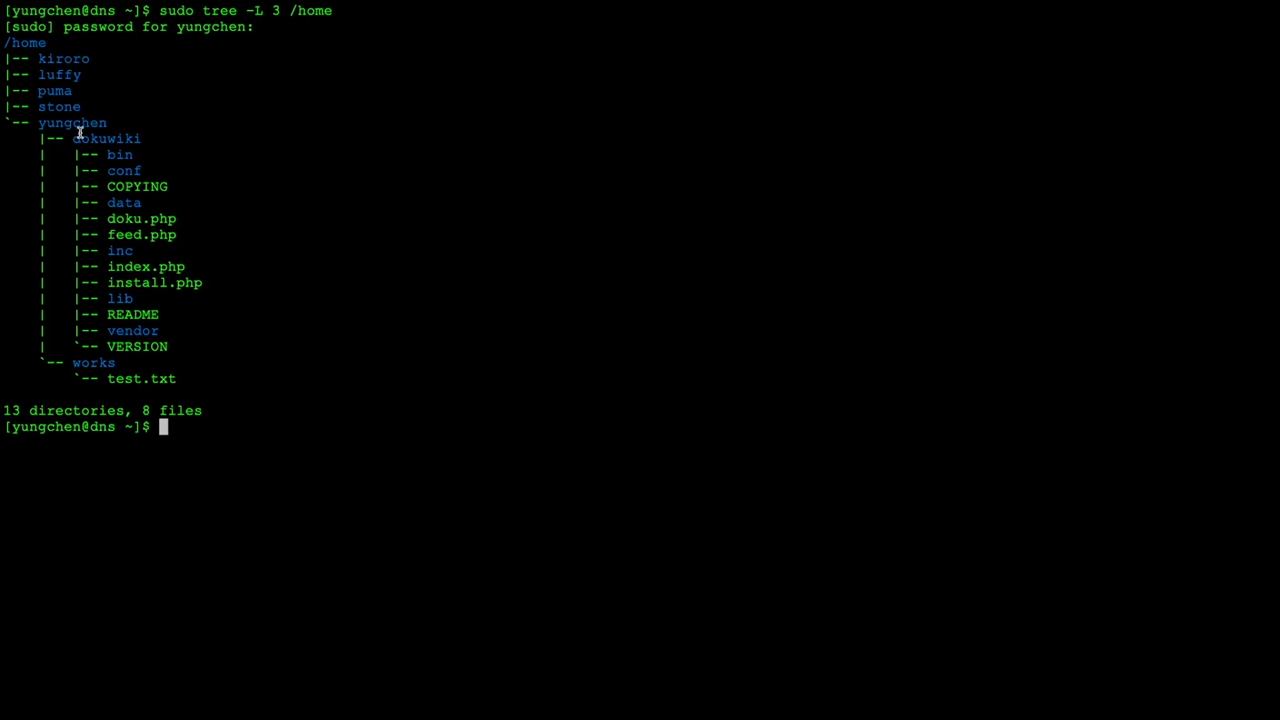 [yungchen@dns ~]$ sudo tree -L 3 /home
[sudo] password for yungchen:
/home
|-- kiroro
|-- luffy
|-- puma
|-- stone
`-- yungchen
    |-- dokuwiki
    |   |-- bin
    |   |-- conf
    |   |-- COPYING
    |   |-- data
    |   |-- doku.php
    |   |-- feed.php
    |   |-- inc
    |   |-- index.php
    |   |-- install.php
    |   |-- lib
    |   |-- README
    |   |-- vendor
    |   `-- VERSION
    `-- works
        `-- test.txt
13 directories, 8 files
[yungchen@dns ~]$